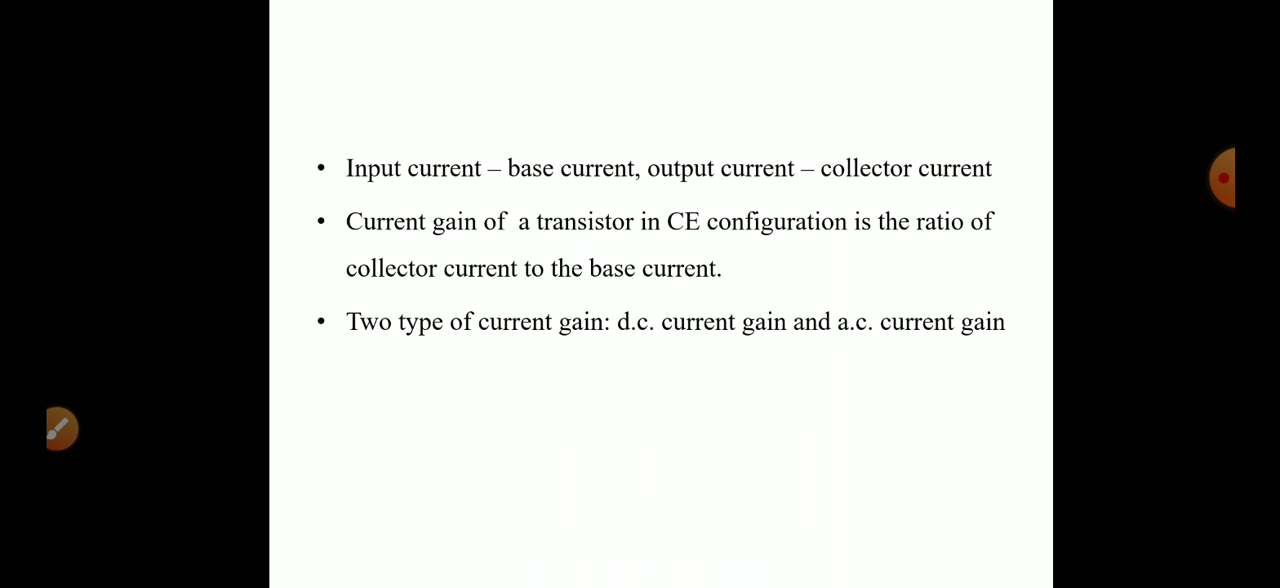 • Input current – base current, output current – collector current
• Current gain of  a transistor in CE configuration is the ratio of
collector current to the base current.
• Two type of current gain: d.c. current gain and a.c. current gain